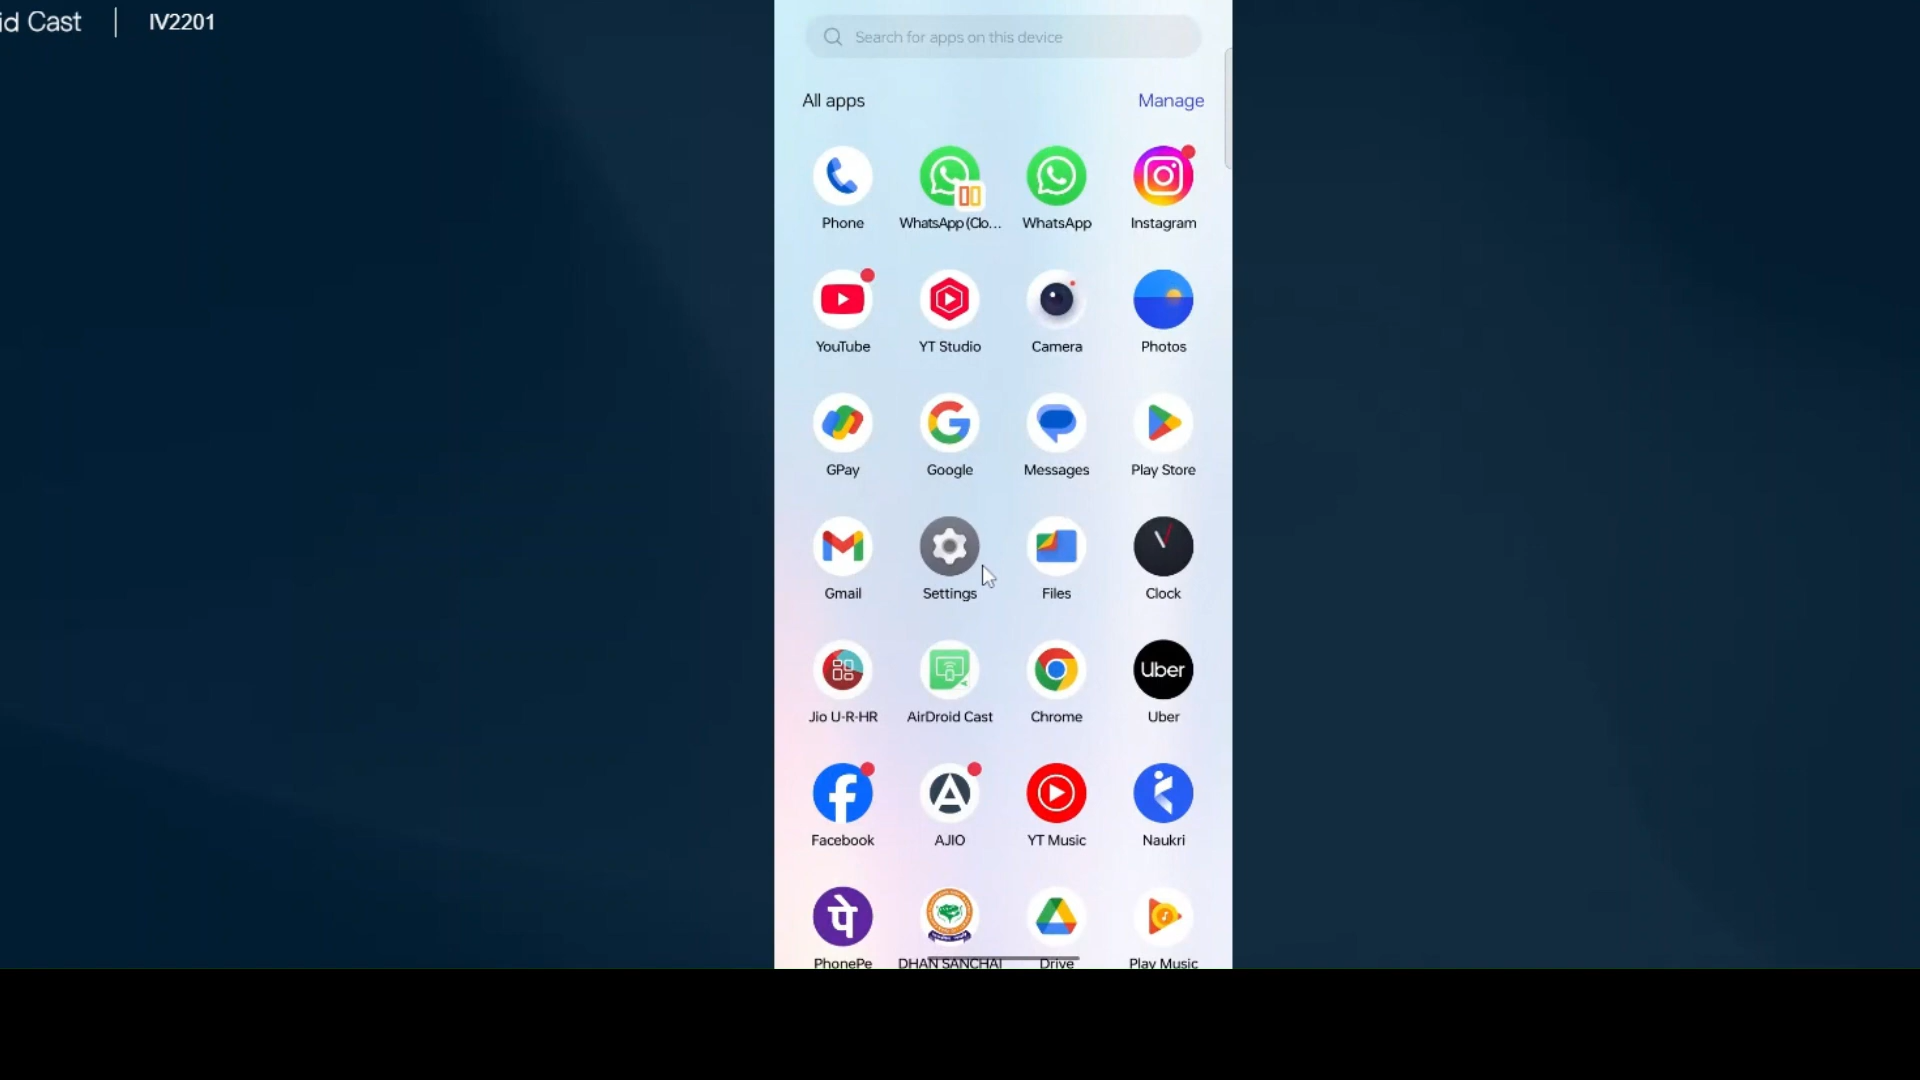 id Cast | IV2201
Search for apps on this device
All apps
Manage
Phone
WhatsApp (Clo...
WhatsApp
Instagram
YouTube
YT Studio
Camera
Photos
GPay
Google
Messages
Play Store
Gmail
Settings
Files
Clock
Uber
Jio U-R-HR
AirDroid Cast
Chrome
Uber
Facebook
AJIO
YT Music
Naukri
पे
PhonePe
DHAN SANCHAI
Drive
Play Music